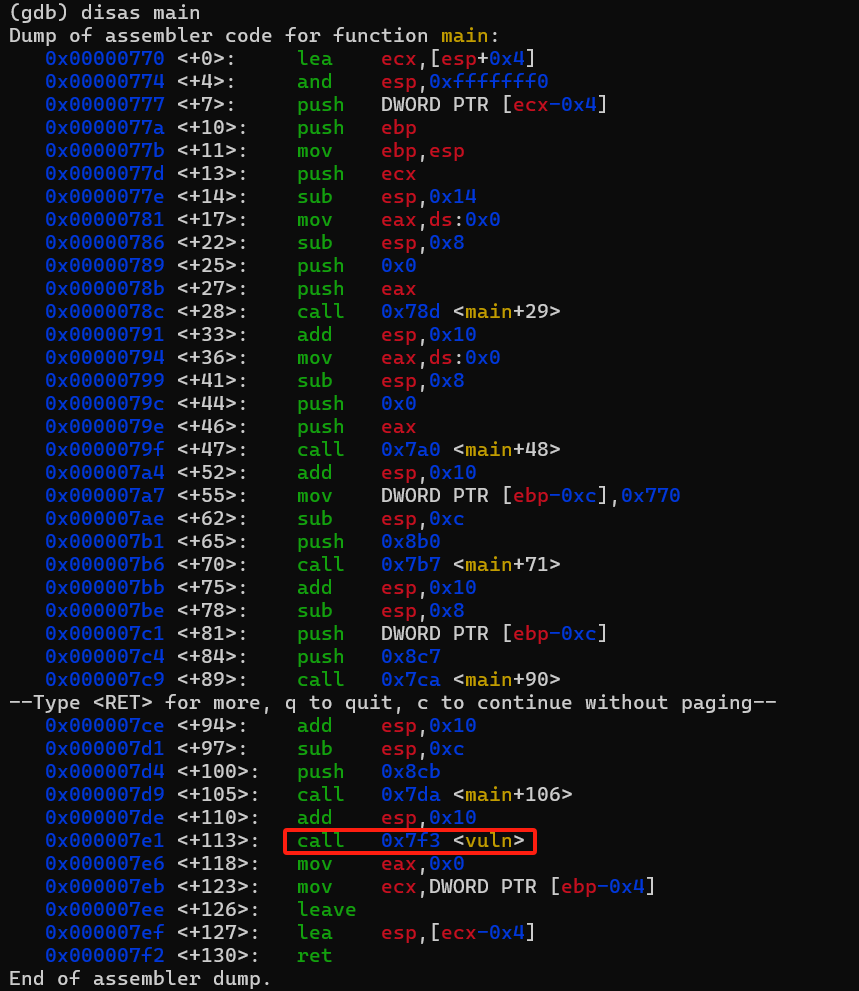 (gdb) disas main
Dump of assembler code for function main:
   0x00000770 <+0>:     lea    ecx,[esp+0x4]
   0x00000774 <+4>:     and    esp,0xfffffff0
   0x00000777 <+7>:     push   DWORD PTR [ecx-0x4]
   0x0000077a <+10>:    push   ebp
   0x0000077b <+11>:    mov    ebp,esp
   0x0000077d <+13>:    push   ecx
   0x0000077e <+14>:    sub    esp,0x14
   0x00000781 <+17>:    mov    eax,ds:0x0
   0x00000786 <+22>:    sub    esp,0x8
   0x00000789 <+25>:    push   0x0
   0x0000078b <+27>:    push   eax
   0x0000078c <+28>:    call   0x78d <main+29>
   0x00000791 <+33>:    add    esp,0x10
   0x00000794 <+36>:    mov    eax,ds:0x0
   0x00000799 <+41>:    sub    esp,0x8
   0x0000079c <+44>:    push   0x0
   0x0000079e <+46>:    push   eax
   0x0000079f <+47>:    call   0x7a0 <main+48>
   0x000007a4 <+52>:    add    esp,0x10
   0x000007a7 <+55>:    mov    DWORD PTR [ebp-0xc],0x770
   0x000007ae <+62>:    sub    esp,0xc
   0x000007b1 <+65>:    push   0x8b0
   0x000007b6 <+70>:    call   0x7b7 <main+71>
   0x000007bb <+75>:    add    esp,0x10
   0x000007be <+78>:    sub    esp,0x8
   0x000007c1 <+81>:    push   DWORD PTR [ebp-0xc]
   0x000007c4 <+84>:    push   0x8c7
   0x000007c9 <+89>:    call   0x7ca <main+90>
--Type <RET> for more, q to quit, c to continue without paging--
   0x000007ce <+94>:    add    esp,0x10
   0x000007d1 <+97>:    sub    esp,0xc
   0x000007d4 <+100>:   push   0x8cb
   0x000007d9 <+105>:   call   0x7da <main+106>
   0x000007de <+110>:   add    esp,0x10
   0x000007e1 <+113>:   call   0x7f3 <vuln>
   0x000007e6 <+118>:   mov    eax,0x0
   0x000007eb <+123>:   mov    ecx,DWORD PTR [ebp-0x4]
   0x000007ee <+126>:   leave
   0x000007ef <+127>:   lea    esp,[ecx-0x4]
   0x000007f2 <+130>:   ret
End of assembler dump.